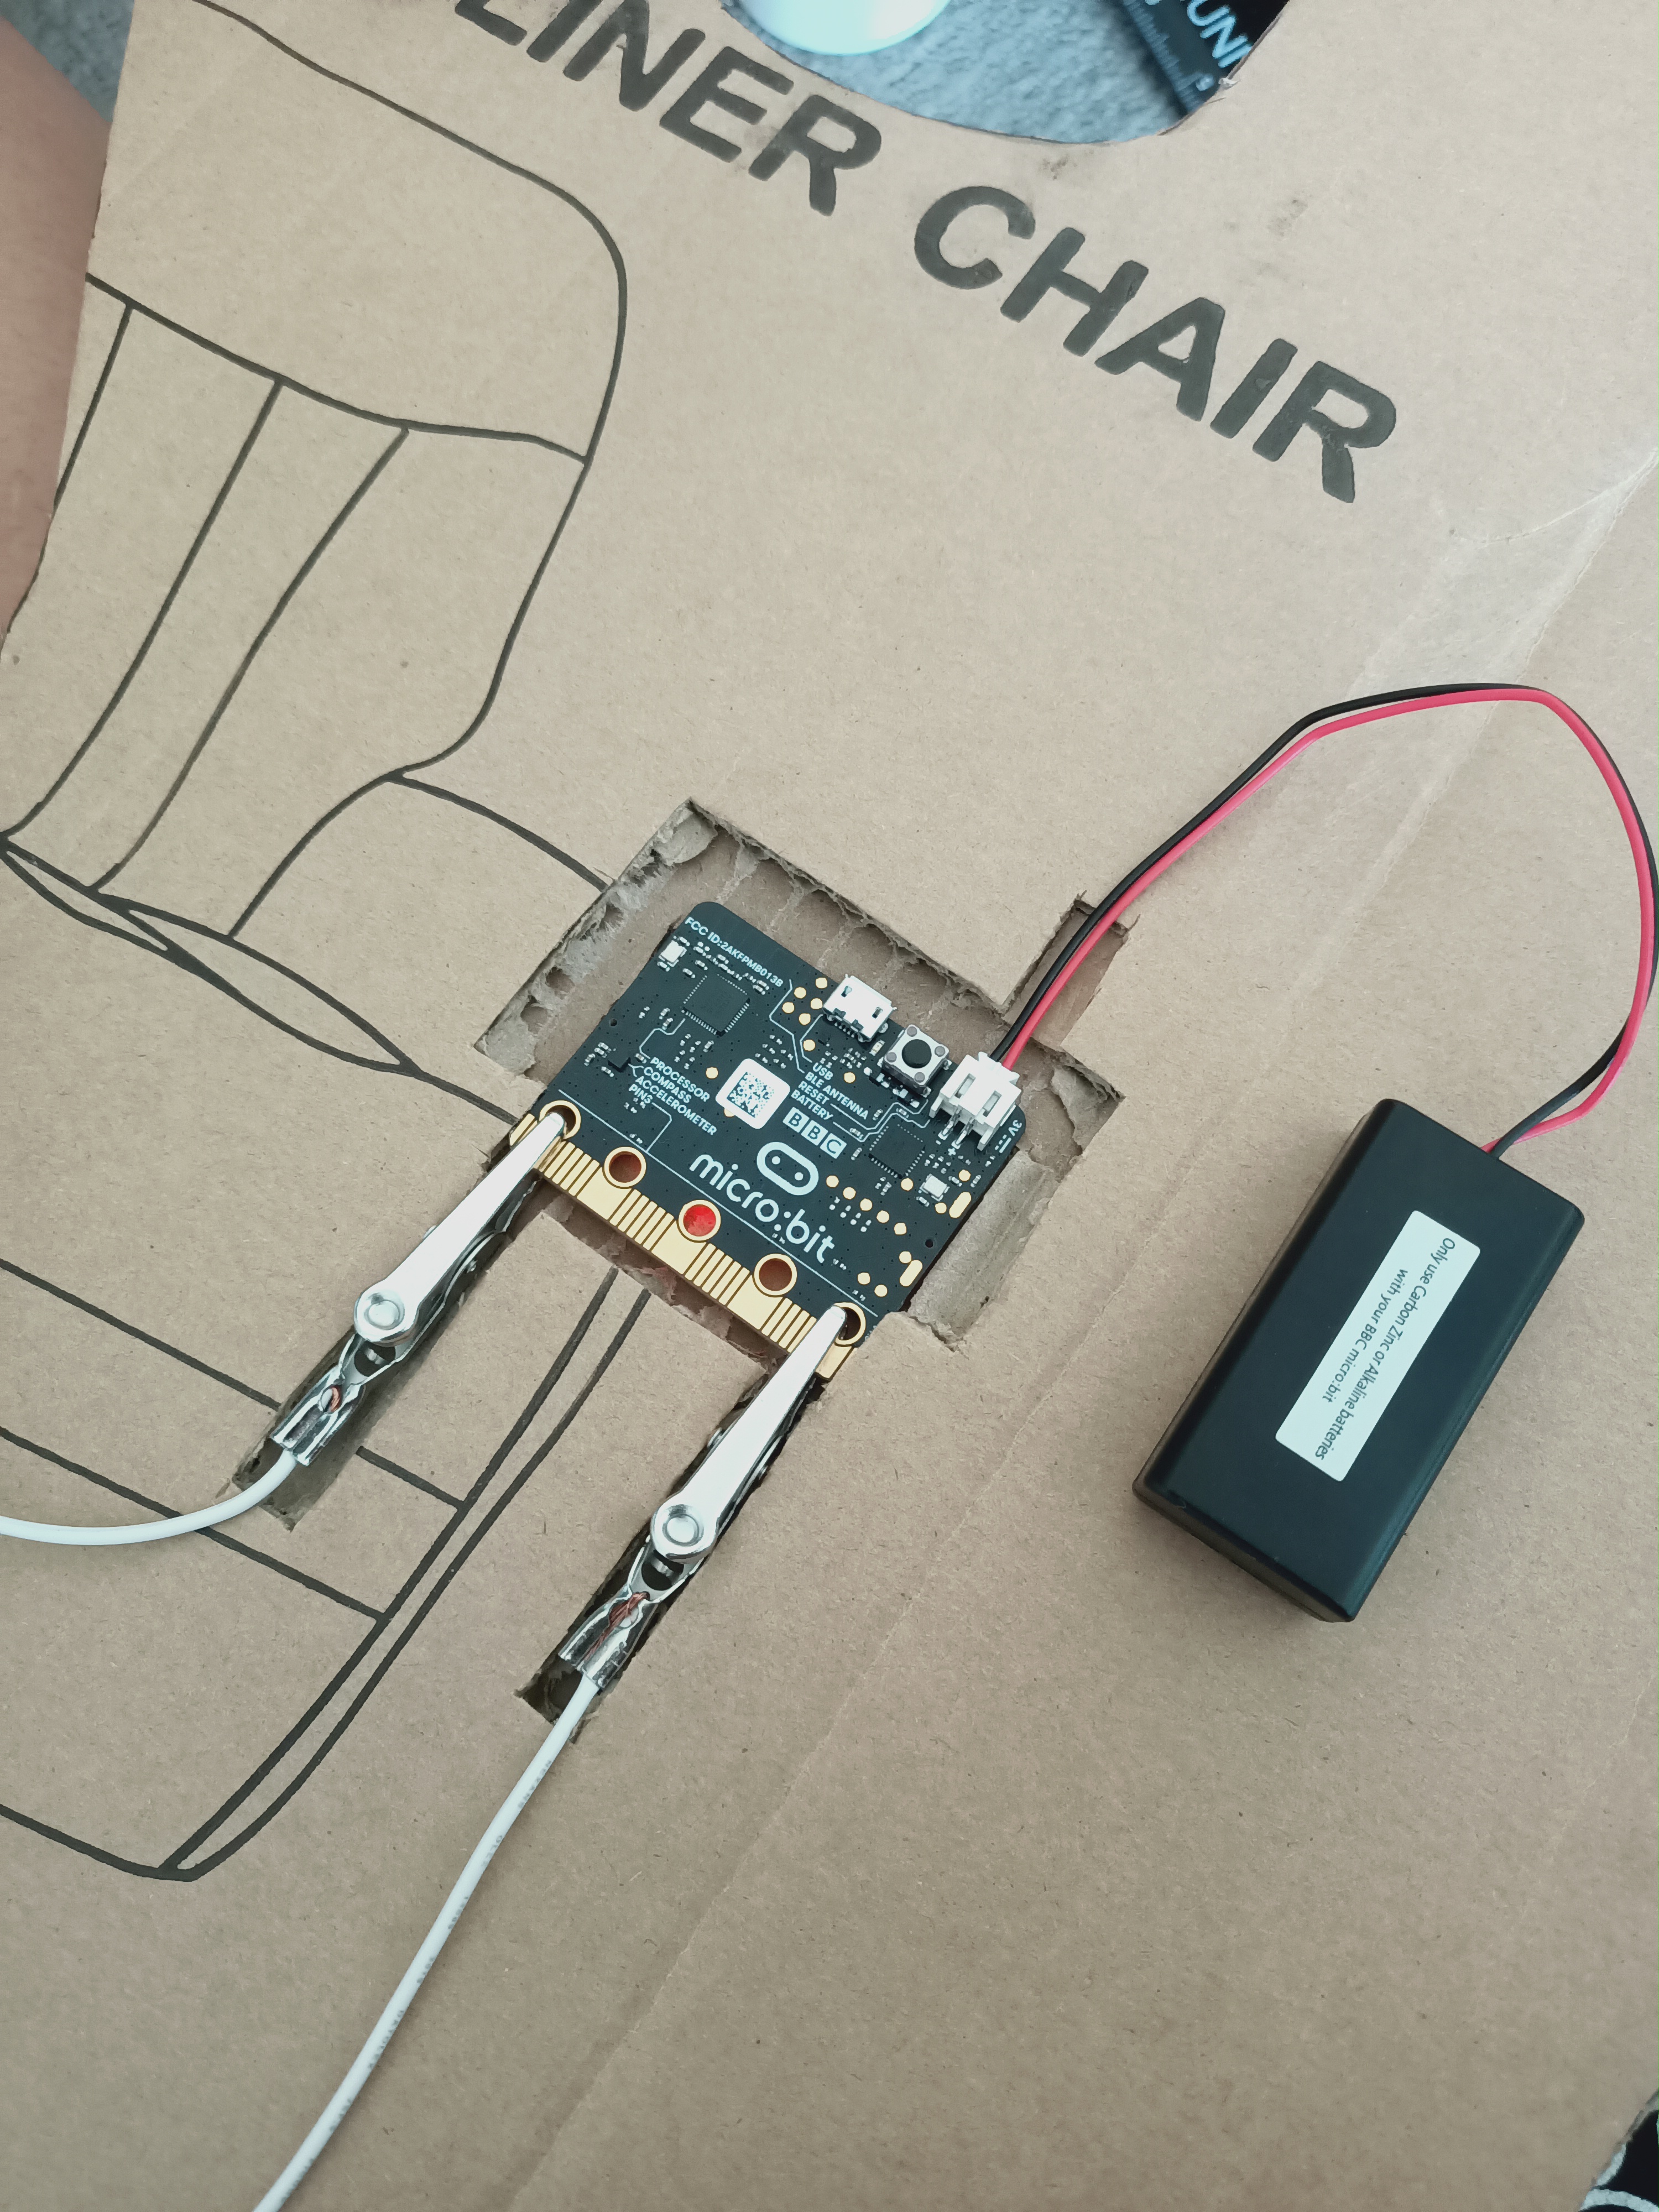 LINER CHAIR
FCC ID:2AKFPMB013B
USB
BLE ANTENNA
RESET
BATTERY
PROCESSOR
COMPASS
ACCELEROMETER
PINS
BBC
micro:bit
3V
Only use Carbon Zinc or Alkaline batteries
with your BBC micro:bit